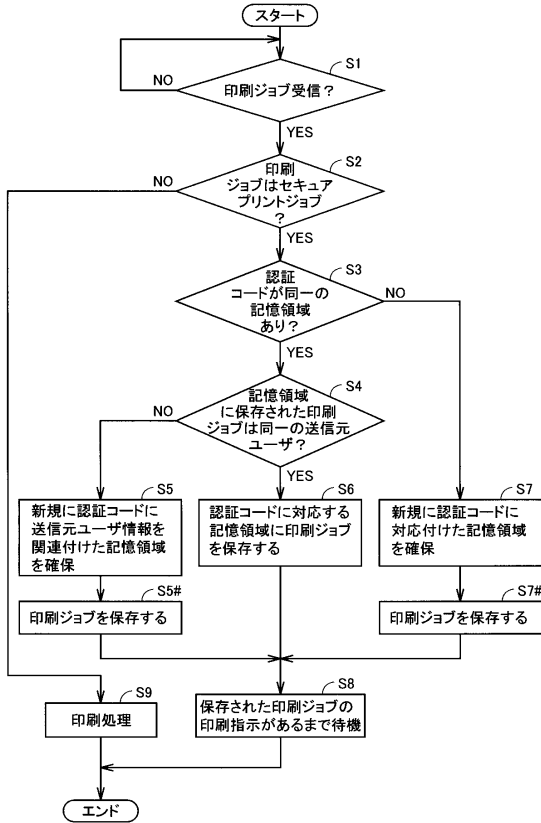 スタート
S1
印刷ジョブ受信？
NO
YES
S2
印刷
ジョブはセキュア
プリントジョブ
？
NO
YES
S3
認証
コードが同一の
記憶領域
あり？
NO
YES
S4
記憶領域
に保存された印刷
ジョブは同一の送信元
ユーザ？
NO
YES
S5
新規に認証コードに
送信元ユーザ情報を
関連付けた記憶領域
を確保
S6
認証コードに対応する
記憶領域に印刷ジョブ
を保存する
S7
新規に認証コードに
対応付けた記憶領域
を確保
S5#
印刷ジョブを保存する
S7#
印刷ジョブを保存する
S9
印刷処理
S8
保存された印刷ジョブの
印刷指示があるまで待機
エンド